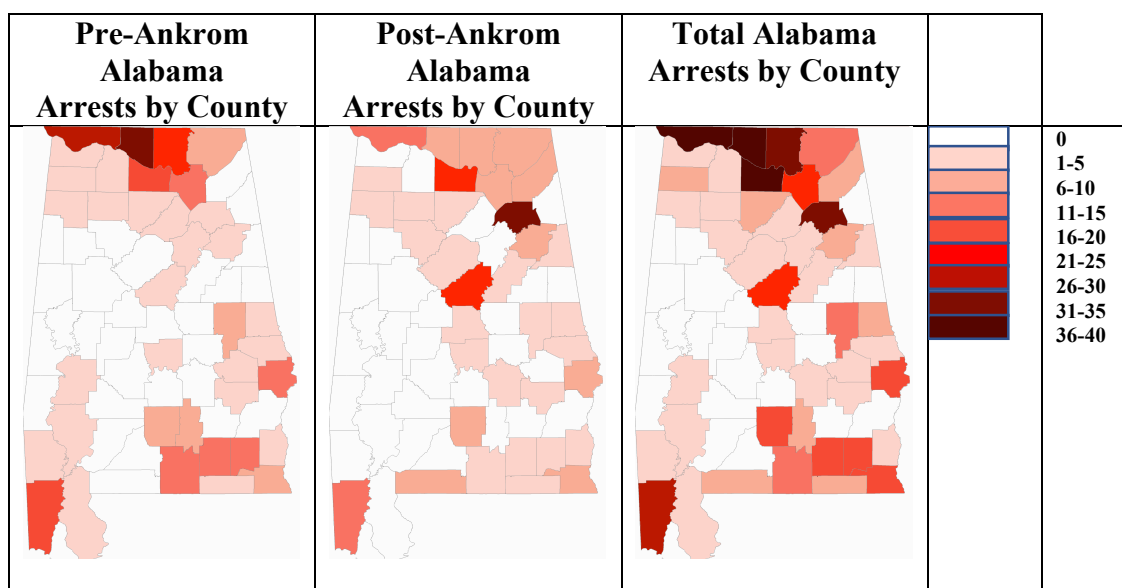 Pre-Ankrom
Alabama
Arrests by County
Post-Ankrom
Alabama
Arrests by County
Total Alabama
Arrests by County
0
1-5
6-10
11-15
16-20
21-25
26-30
31-35
36-40